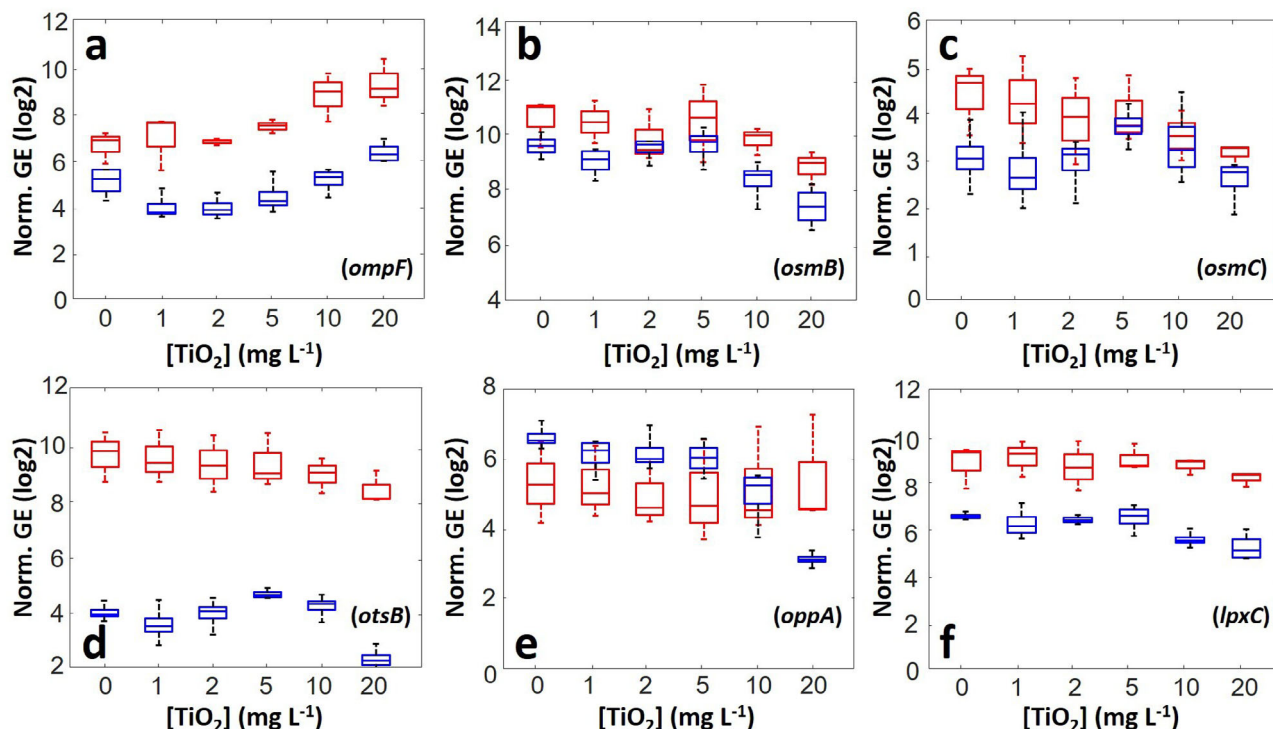 a
Norm. GE (log2)
12
10
8
6
4
2
0
(ompF)
0 1 2 5 10 20
[TiO2] (mg L-1)
b
Norm. GE (log2)
14
12
10
8
6
4
(osmB)
0 1 2 5 10 20
[TiO2] (mg L-1)
c
Norm. GE (log2)
6
5
4
3
2
1
0
(osmC)
0 1 2 5 10 20
[TiO2] (mg L-1)
d
Norm. GE (log2)
12
10
8
6
4
2
(otsB)
0 1 2 5 10 20
[TiO2] (mg L-1)
e
Norm. GE (log2)
8
6
4
2
0
(oppA)
0 1 2 5 10 20
[TiO2] (mg L-1)
f
Norm. GE (log2)
12
10
8
6
4
2
0
(lpxC)
0 1 2 5 10 20
[TiO2] (mg L-1)